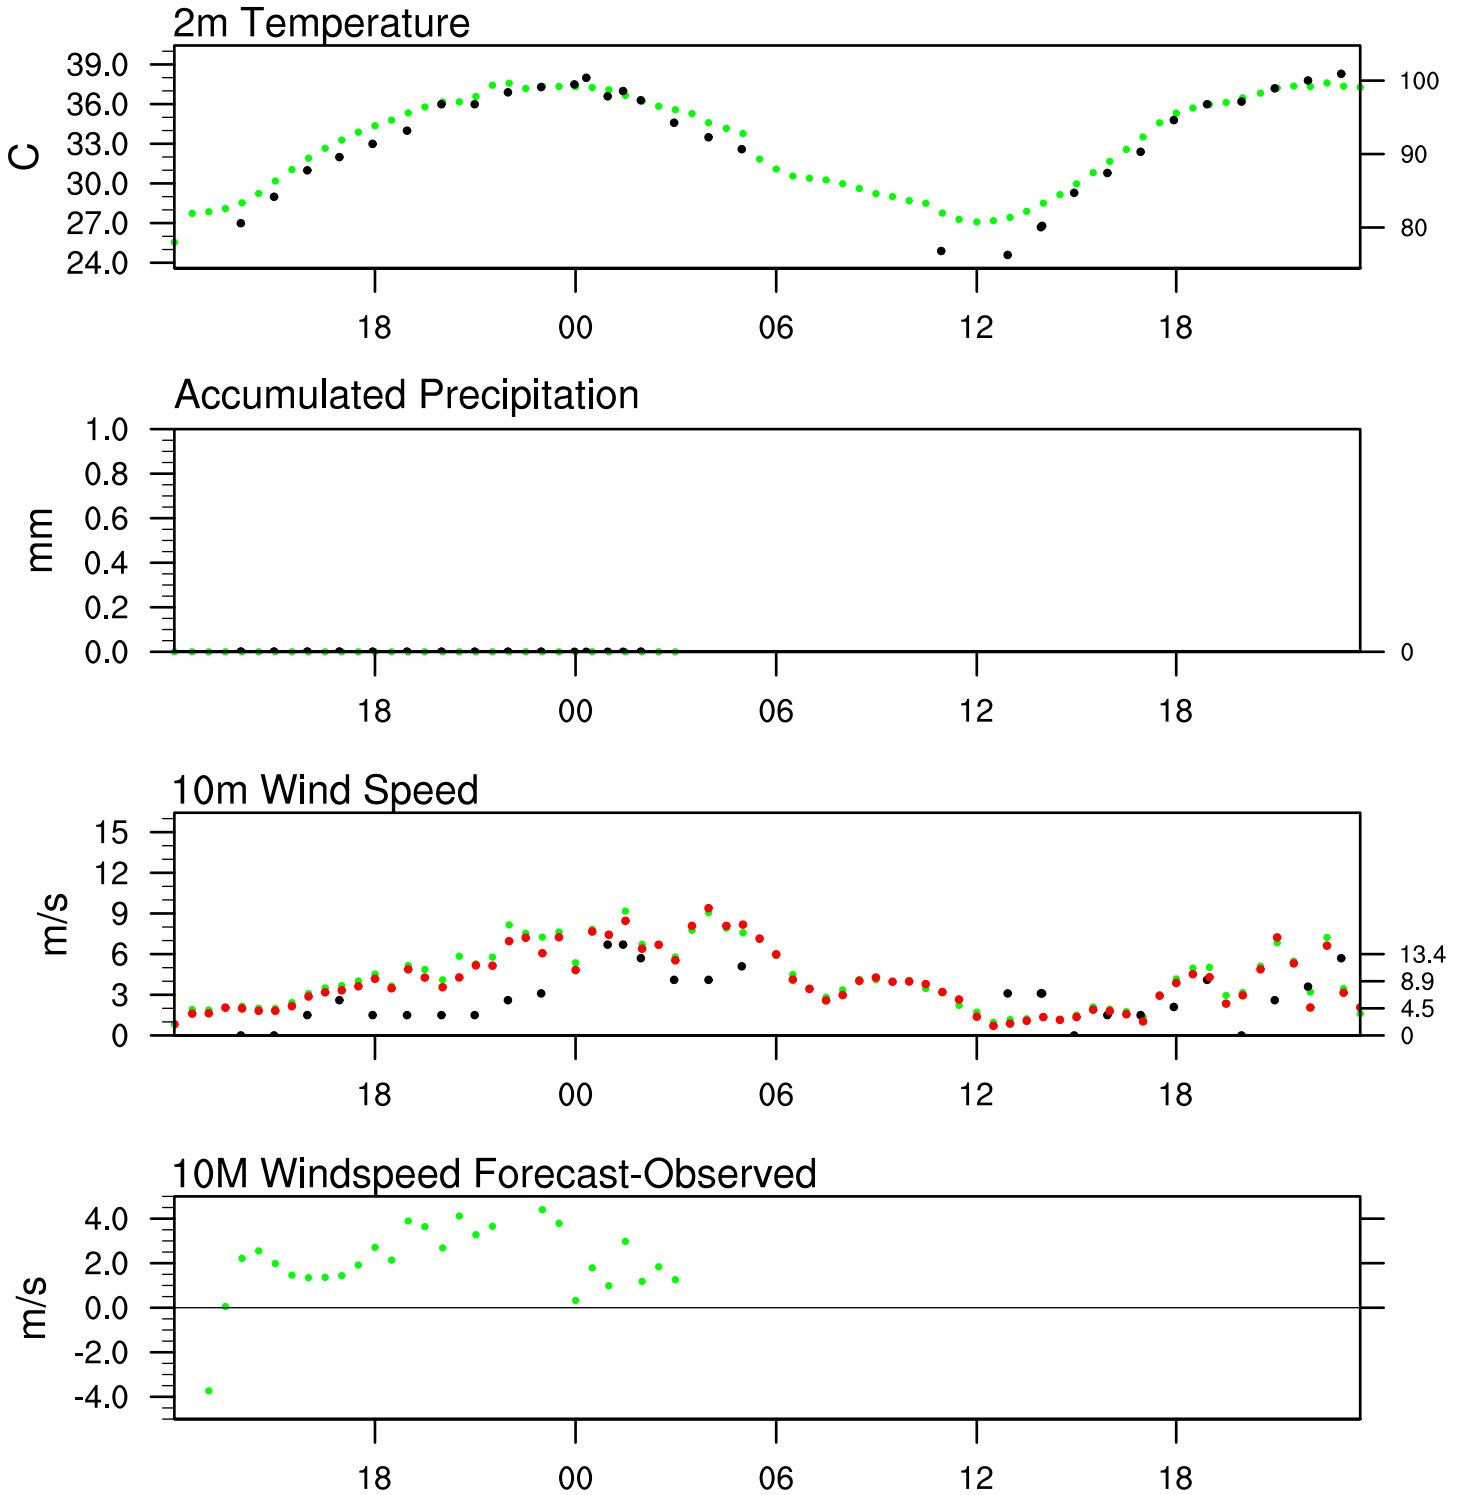 2m Temperature
39.0
36.0
33.0
30.0
27.0
24.0
C
100
90
80
18 00 06 12 18
Accumulated Precipitation
1.0
0.8
0.6
0.4
0.2
0.0
mm
0
18 00 06 12 18
10m Wind Speed
15
12
9
6
3
0
m/s
13.4
8.9
4.5
0
18 00 06 12 18
10M Windspeed Forecast-Observed
4.0
2.0
0.0
-2.0
-4.0
m/s
18 00 06 12 18